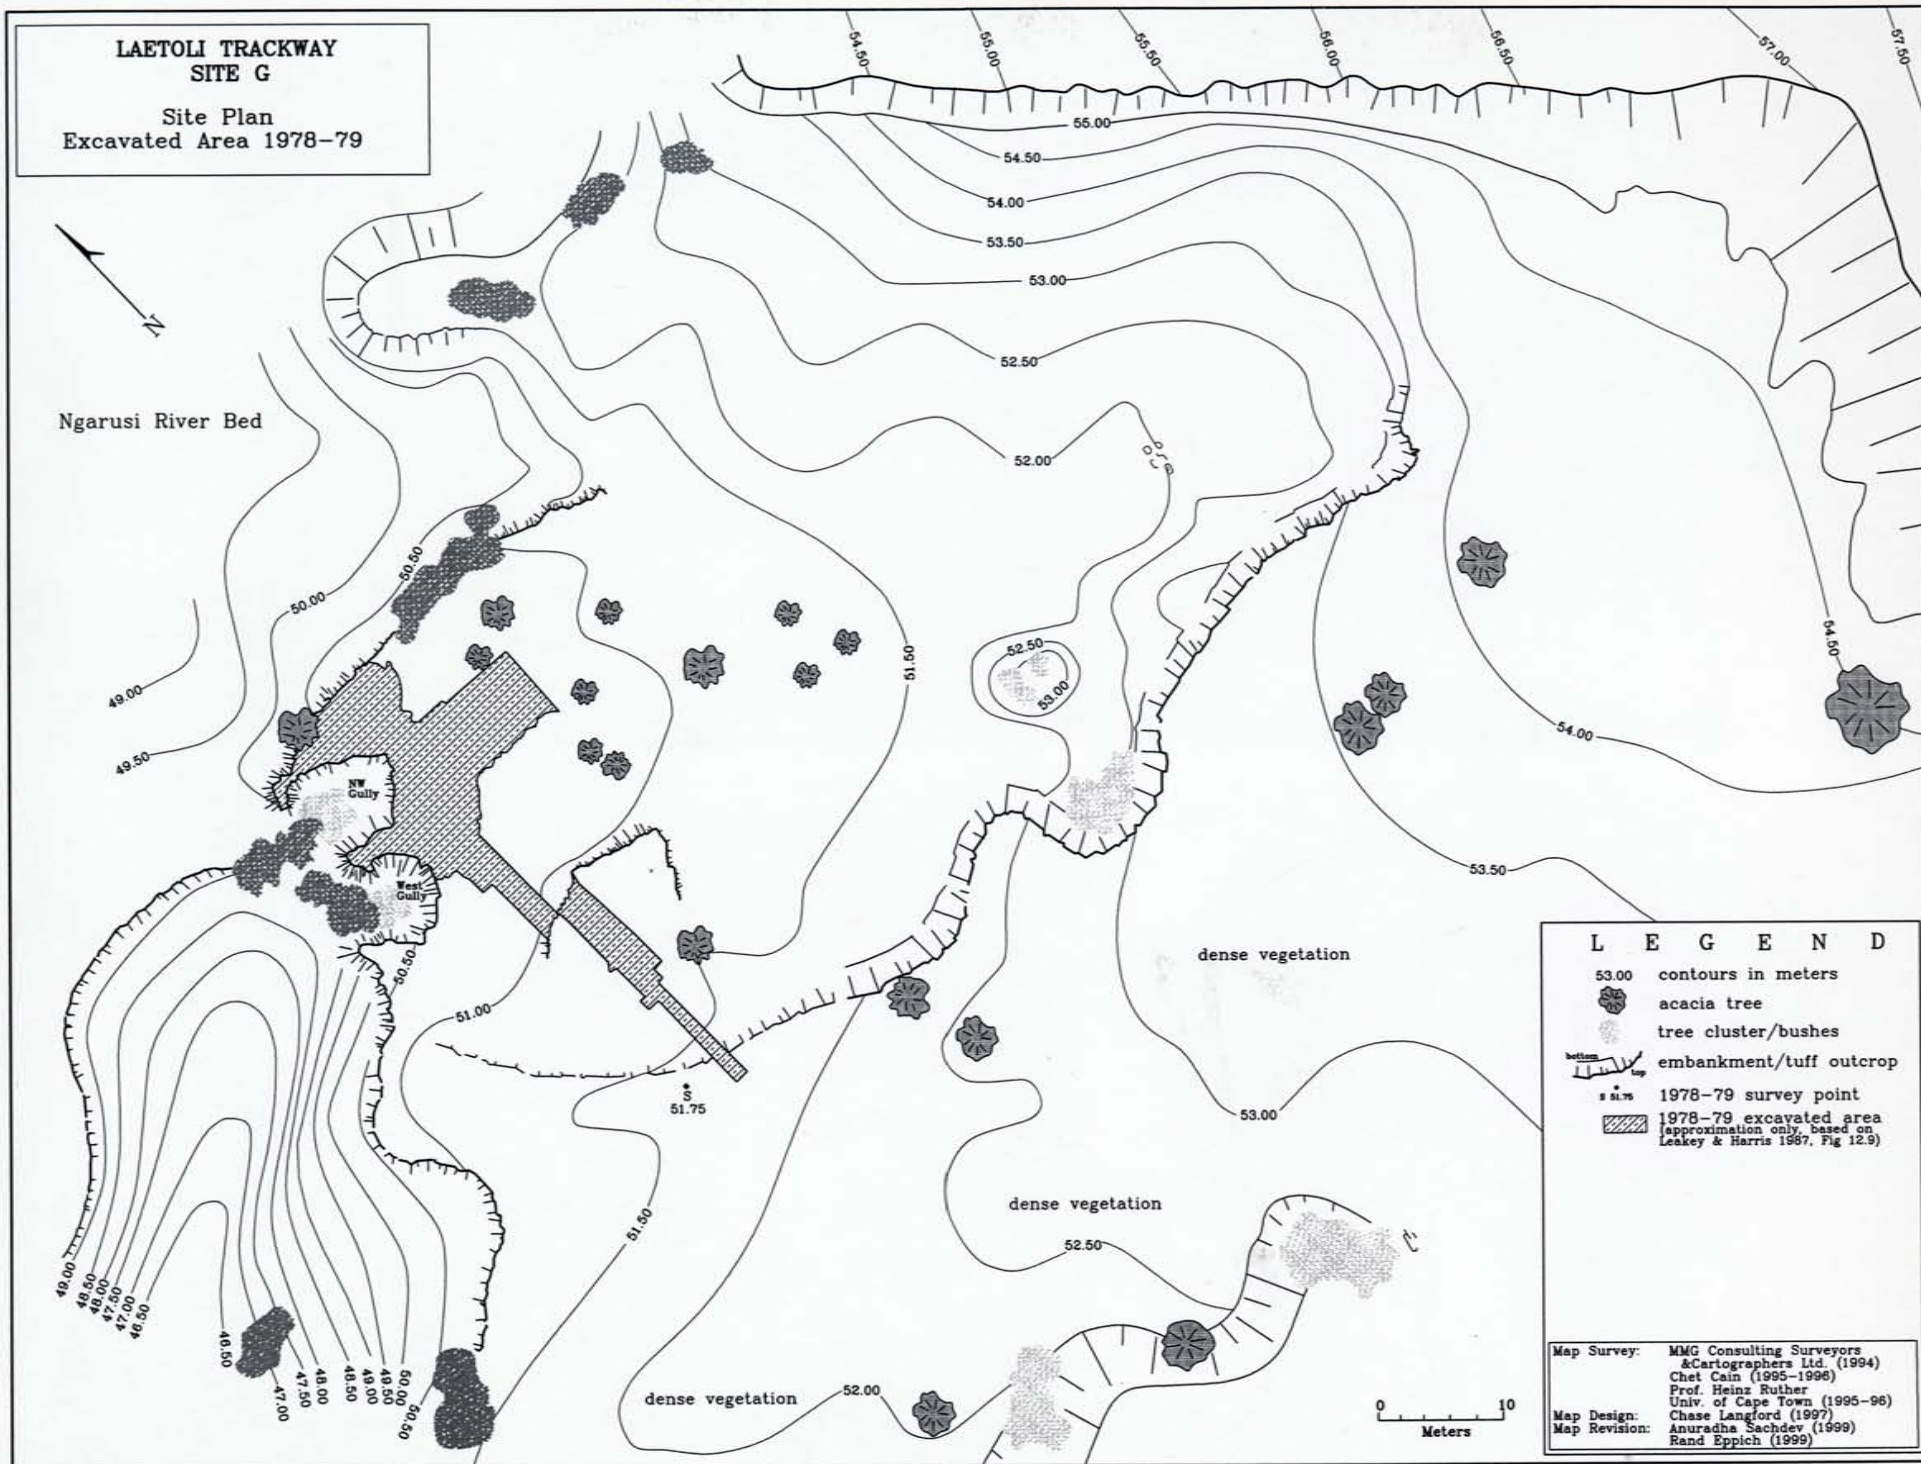 LAETOLI TRACKWAY
SITE G
Site Plan
Excavated Area 1978-79
N
Ngarusi River Bed
54.50
55.00
55.50
56.00
56.50
57.00
57.50
55.00
54.50
54.00
53.50
53.00
52.50
52.00
50.50
50.00
49.00
49.50
51.50
52.50
53.00
54.50
54.00
53.50
NW
Gully
West
Gully
50.50
51.00
S
51.75
dense vegetation
53.00
dense vegetation
52.50
51.50
dense vegetation
52.00
49.00
48.50
48.00
47.50
47.00
46.50
46.50
47.00
47.50
48.00
48.50
49.00
49.50
50.00
50.50
0 10
Meters
L E G E N D
53.00 contours in meters
acacia tree
tree cluster/bushes
bottom
top
embankment/tuff outcrop
S 51.75 1978-79 survey point
1978-79 excavated area
(approximation only, based on
Leakey & Harris 1987, Fig 12.9)
Map Survey: MMG Consulting Surveyors
&Cartographers Ltd. (1994)
Chet Cain (1995-1996)
Prof. Heinz Ruther
Univ. of Cape Town (1995-96)
Map Design: Chase Langford (1997)
Map Revision: Anuradha Sachdev (1999)
Rand Eppich (1999)